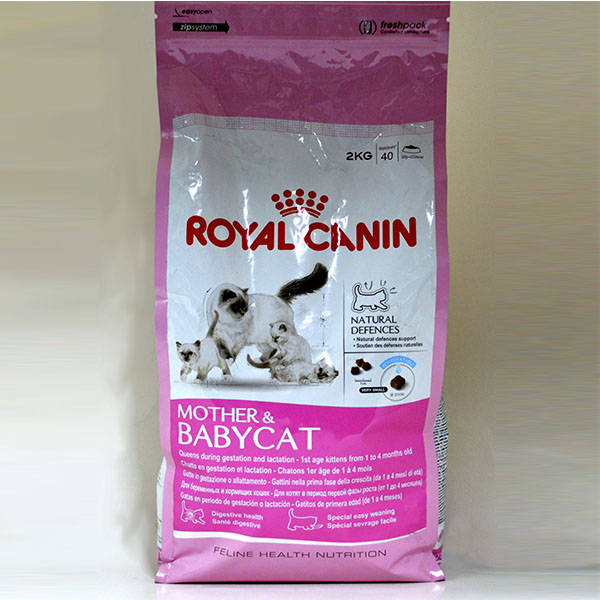 easyopen
zipsystem
freshpack
2KG
40
ROYAL CANIN
NATURAL
DEFENCES
• Natural defences support
• Soutien des défenses naturelles
VERY SMALL
MOTHER &
BABYCAT
Queens during gestation and lactation - 1st age kittens from 1 to 4 months old
Chatte en gestation et lactation - Chatons 1er âge de 1 à 4 mois
Gatte in gestazione o allattamento - Gattini nella prima fase della crescita (da 1 a 4 mesi di età)
Для беременных и кормящих кошек - Для котят в период первой фазы роста (от 1 до 4 месяцев)
Gatas en periodo de gestación o lactación - Gatitos de primera edad (de 1 a 4 meses)
Digestive health
Santé digestive
Special easy weaning
Spécial sevrage facile
FELINE HEALTH NUTRITION